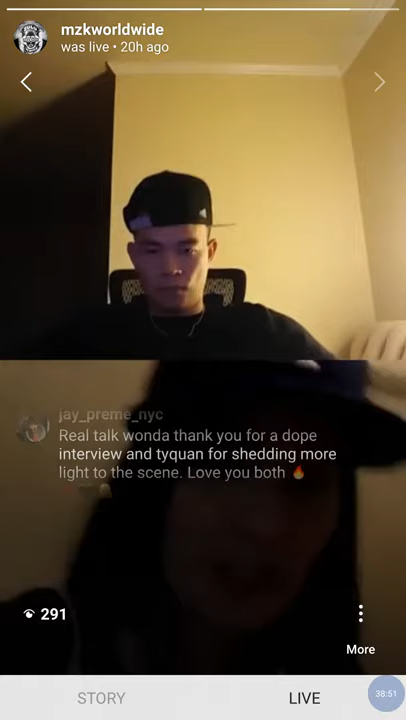 mzkworldwide
was live • 20h ago
jay_preme_nyc
Real talk wonda thank you for a dope
interview and tyquan for shedding more
light to the scene. Love you both 🔥
291
More
STORY
LIVE
38:51